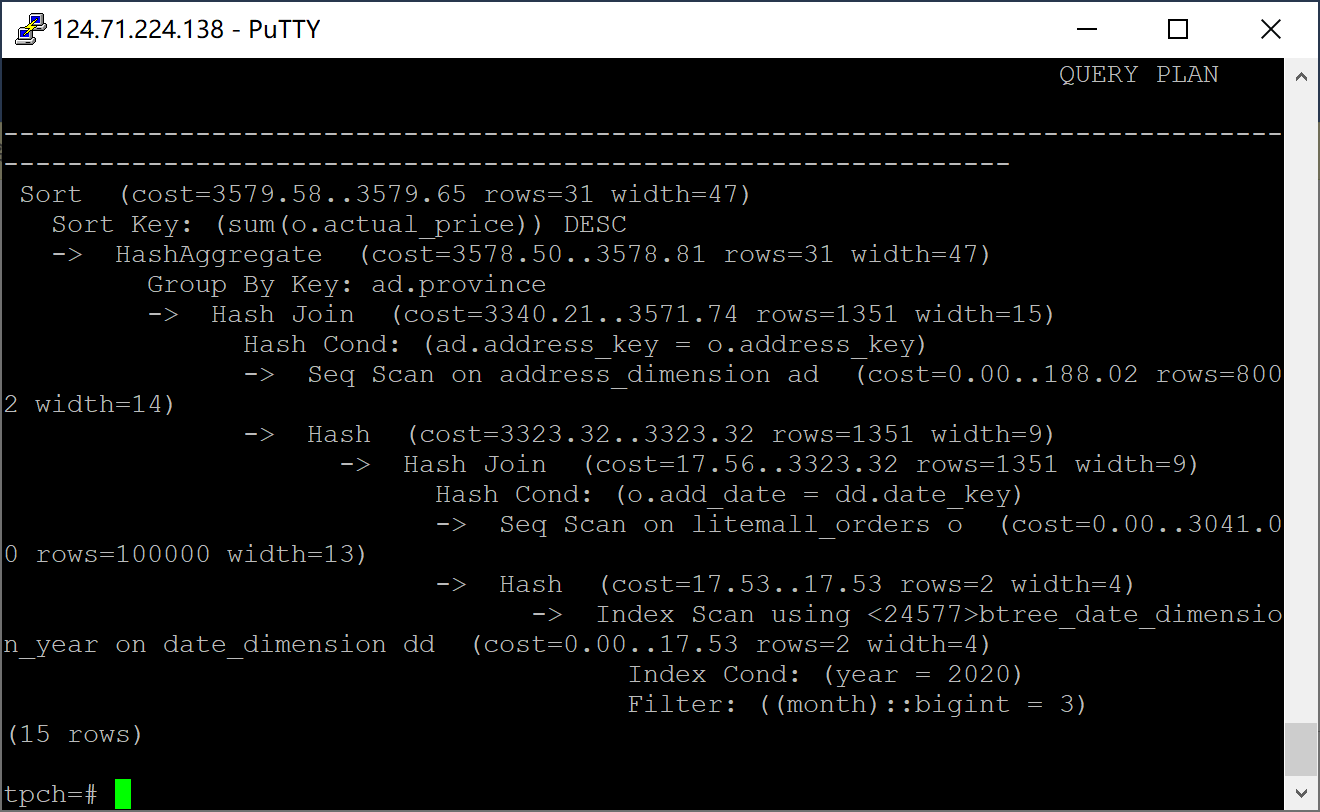 124.71.224.138 - PuTTY
QUERY PLAN
--------------------------------------------------------------------------------
---------------------------------------------------------------
 Sort  (cost=3579.58..3579.65 rows=31 width=47)
   Sort Key: (sum(o.actual_price)) DESC
   ->  HashAggregate  (cost=3578.50..3578.81 rows=31 width=47)
         Group By Key: ad.province
         ->  Hash Join  (cost=3340.21..3571.74 rows=1351 width=15)
               Hash Cond: (ad.address_key = o.address_key)
               ->  Seq Scan on address_dimension ad  (cost=0.00..188.02 rows=800
2 width=14)
               ->  Hash  (cost=3323.32..3323.32 rows=1351 width=9)
                     ->  Hash Join  (cost=17.56..3323.32 rows=1351 width=9)
                           Hash Cond: (o.add_date = dd.date_key)
                           ->  Seq Scan on litemall_orders o  (cost=0.00..3041.0
0 rows=100000 width=13)
                           ->  Hash  (cost=17.53..17.53 rows=2 width=4)
                                 ->  Index Scan using <24577>btree_date_dimensio
n_year on date_dimension dd  (cost=0.00..17.53 rows=2 width=4)
                                       Index Cond: (year = 2020)
                                       Filter: ((month)::bigint = 3)
(15 rows)
tpch=#